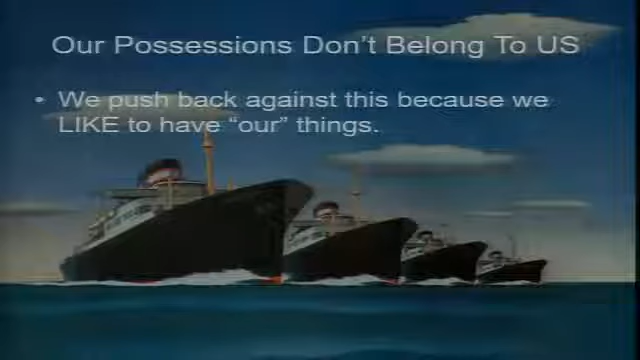 Our Possessions Don't Belong To US
• We push back against this because we
LIKE to have “our” things.